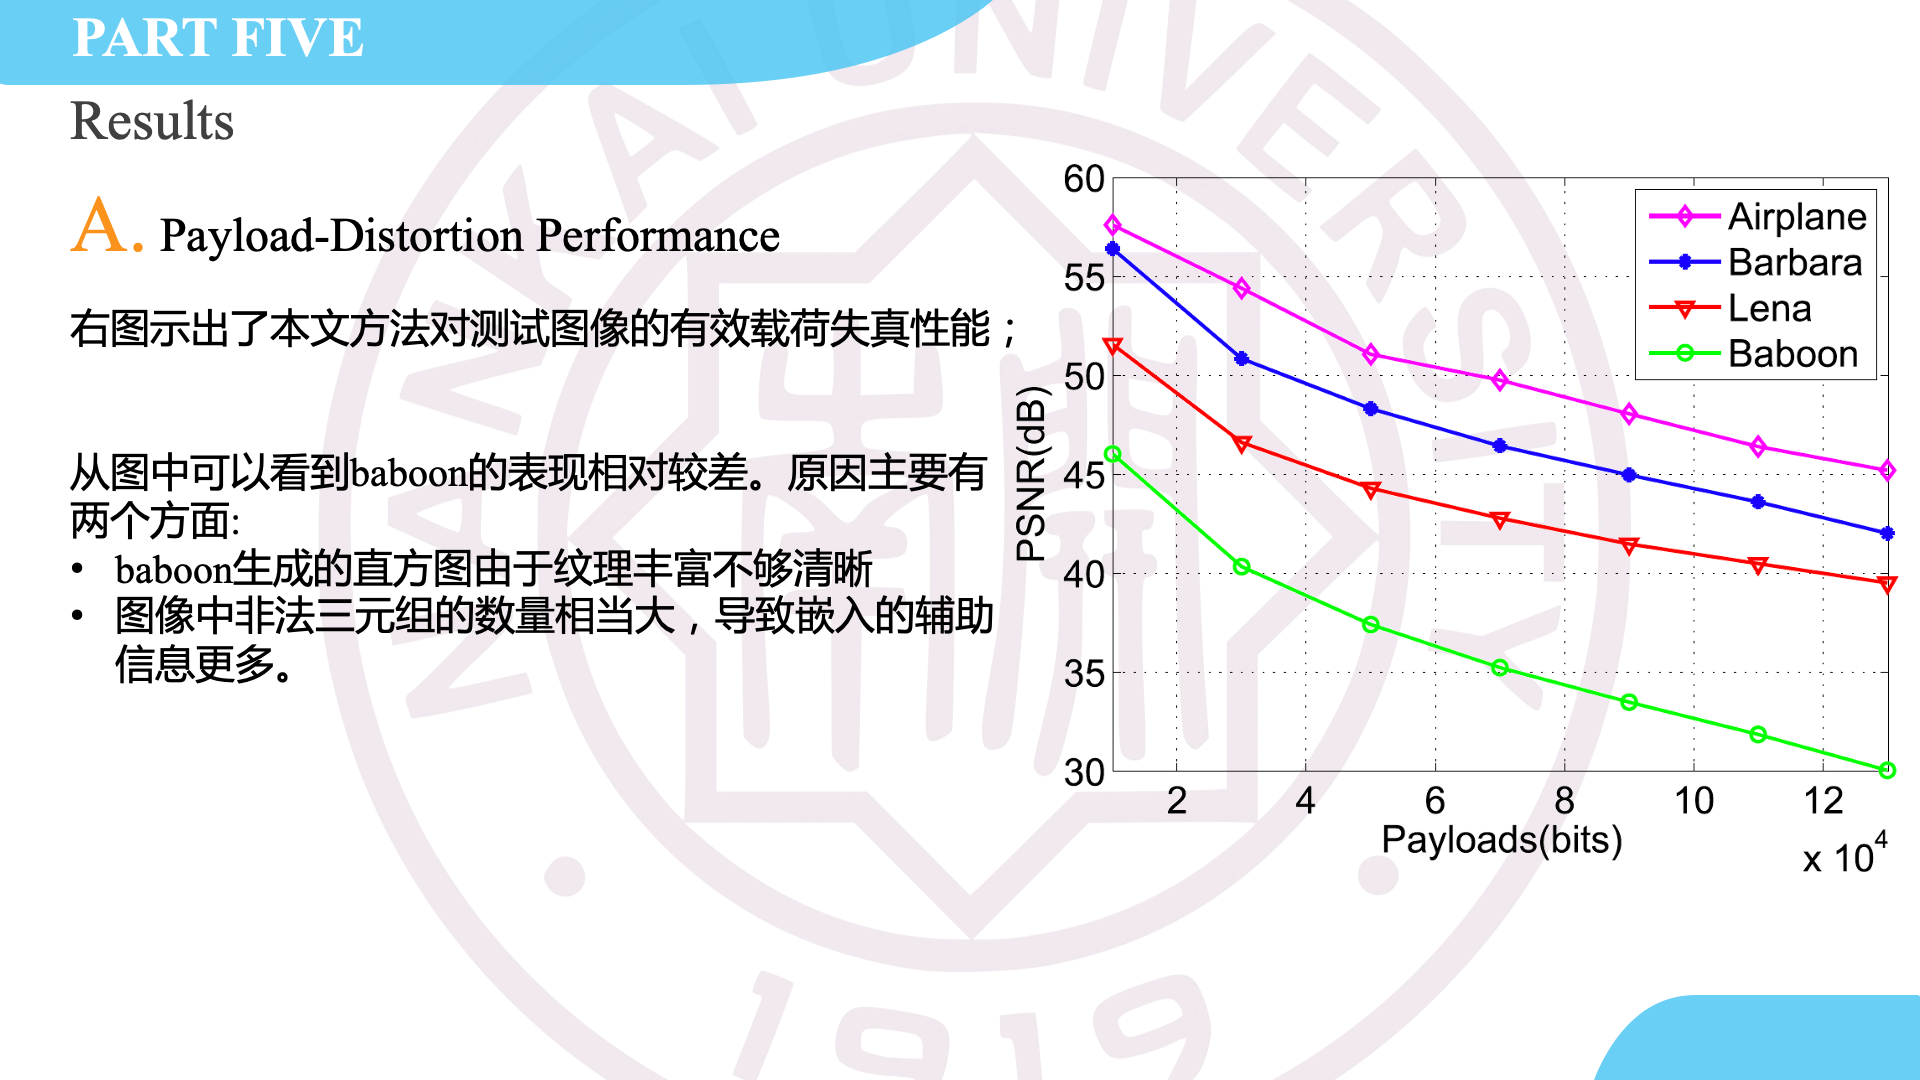 PART FIVE
Results
A. Payload-Distortion Performance
右图示出了本文方法对测试图像的有效载荷失真性能；
从图中可以看到baboon的表现相对较差。原因主要有
两个方面:
• baboon生成的直方图由于纹理丰富不够清晰
• 图像中非法三元组的数量相当大，导致嵌入的辅助
信息更多。
60
55
50
45
40
35
30
PSNR(dB)
Airplane
Barbara
Lena
Baboon
2 4 6 8 10 12
Payloads(bits)
x 10⁴
NANKAI UNIVERSITY
1919